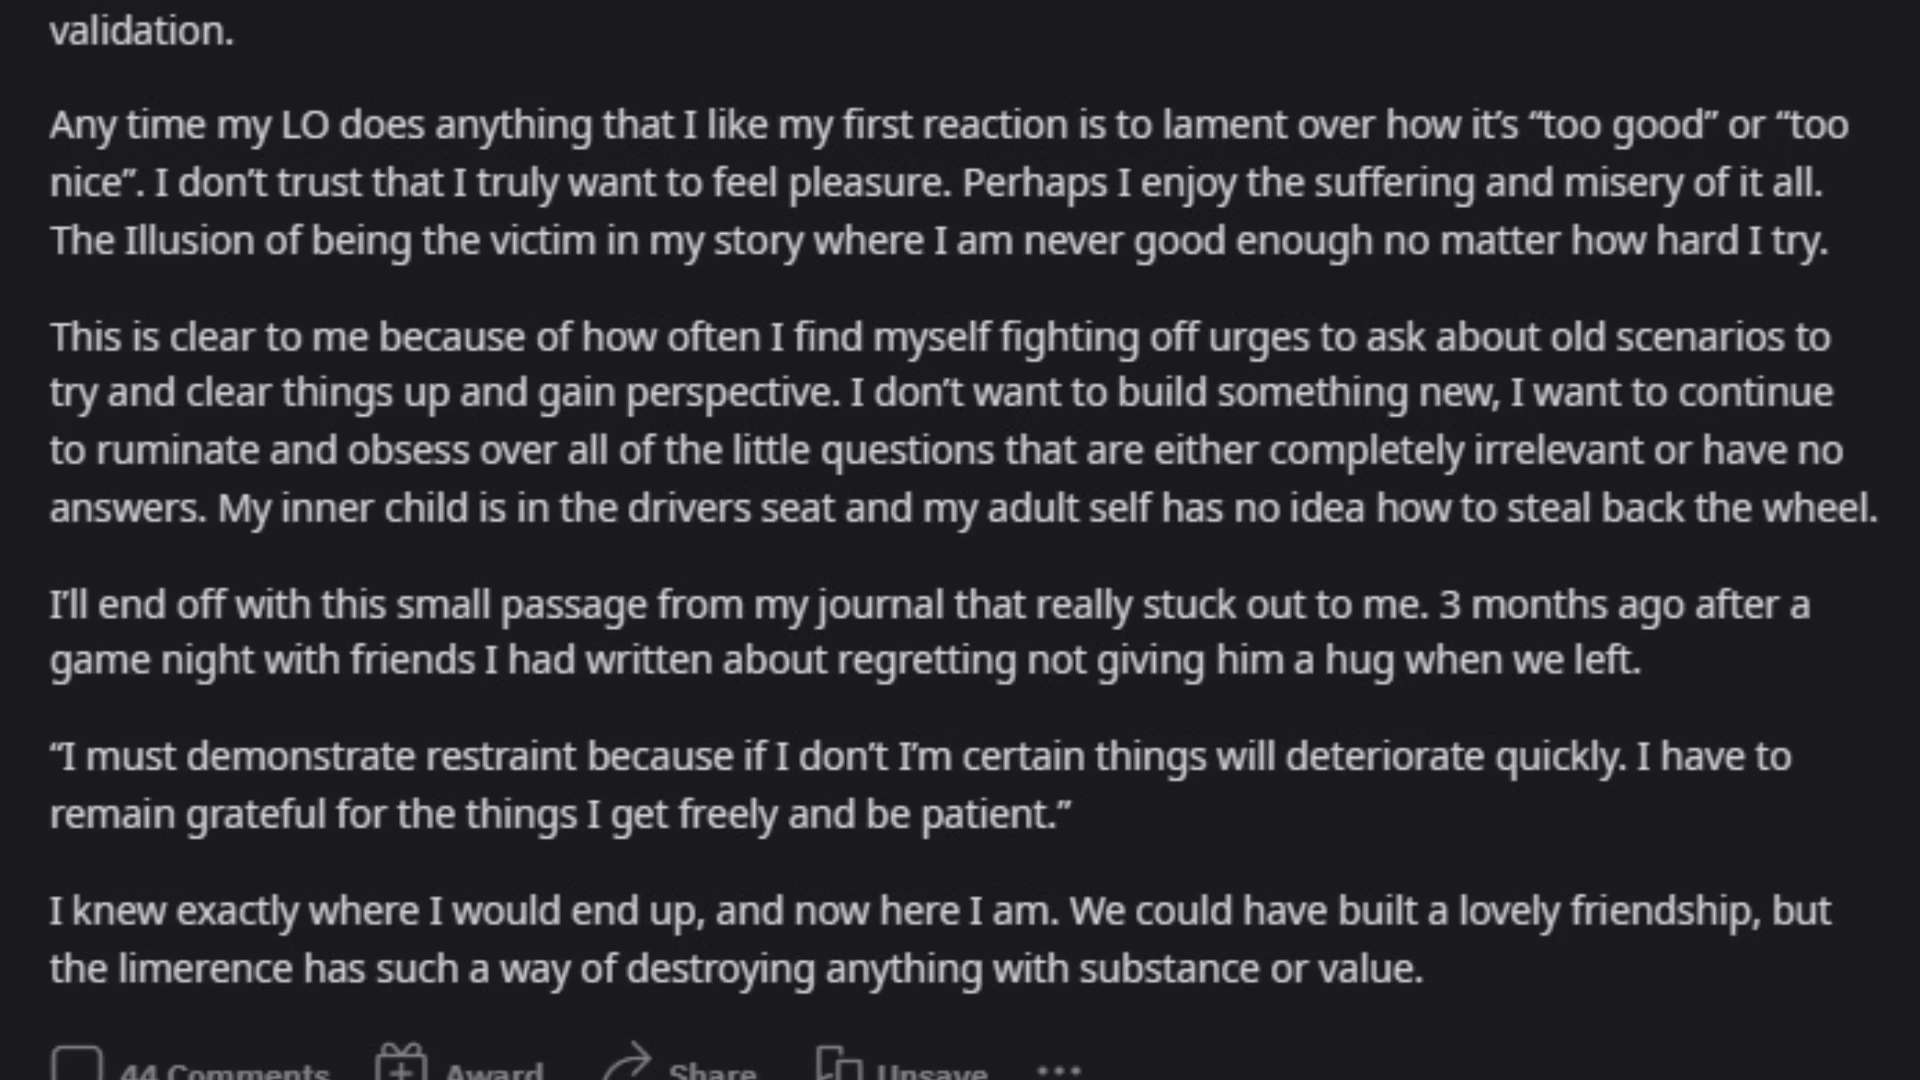 validation.
Any time my LO does anything that I like my first reaction is to lament over how it’s “too good” or “too
nice”. I don’t trust that I truly want to feel pleasure. Perhaps I enjoy the suffering and misery of it all.
The Illusion of being the victim in my story where I am never good enough no matter how hard I try.
This is clear to me because of how often I find myself fighting off urges to ask about old scenarios to
try and clear things up and gain perspective. I don’t want to build something new, I want to continue
to ruminate and obsess over all of the little questions that are either completely irrelevant or have no
answers. My inner child is in the drivers seat and my adult self has no idea how to steal back the wheel.
I’ll end off with this small passage from my journal that really stuck out to me. 3 months ago after a
game night with friends I had written about regretting not giving him a hug when we left.
“I must demonstrate restraint because if I don’t I’m certain things will deteriorate quickly. I have to
remain grateful for the things I get freely and be patient.”
I knew exactly where I would end up, and now here I am. We could have built a lovely friendship, but
the limerence has such a way of destroying anything with substance or value.
44 Comments Award Share Unsave